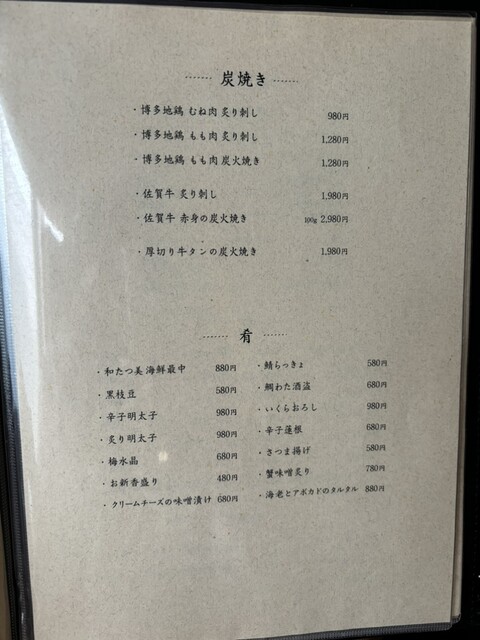 炭焼き
・博多地鶏 むね肉 炙り刺し 980円
・博多地鶏 もも肉 炙り刺し 1,280円
・博多地鶏 もも肉 炭火焼き 1,280円
・佐賀牛 炙り刺し 1,980円
・佐賀牛 赤身の炭火焼き 100g 2,980円
・厚切り牛タンの炭火焼き 1,980円
肴
・和たつ美 海鮮最中 880円
・黒枝豆 580円
・辛子明太子 980円
・炙り明太子 980円
・梅水晶 680円
・お新香盛り 480円
・クリームチーズの味噌漬け 680円
・鯖らっきょ 580円
・鯛わた酒盗 680円
・いくらおろし 980円
・辛子蓮根 680円
・さつま揚げ 580円
・蟹味噌炙り 780円
・海老とアボカドのタルタル 880円